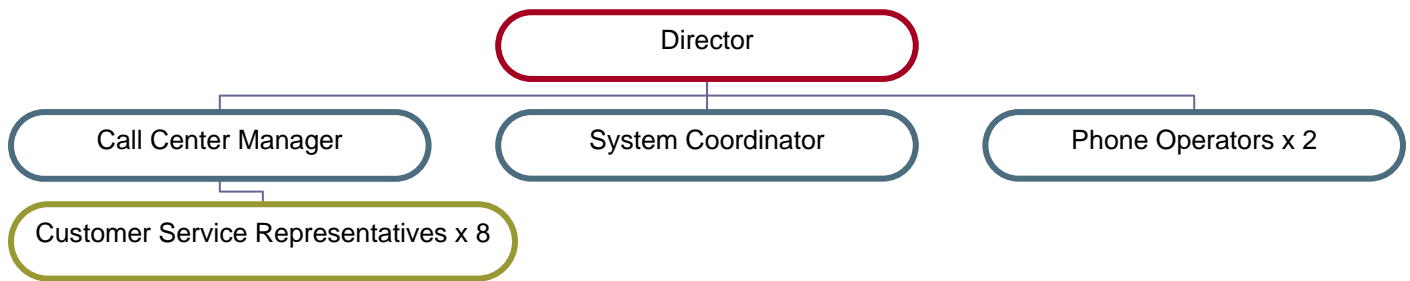 Director
Call Center Manager
System Coordinator
Phone Operators x 2
Customer Service Representatives x 8